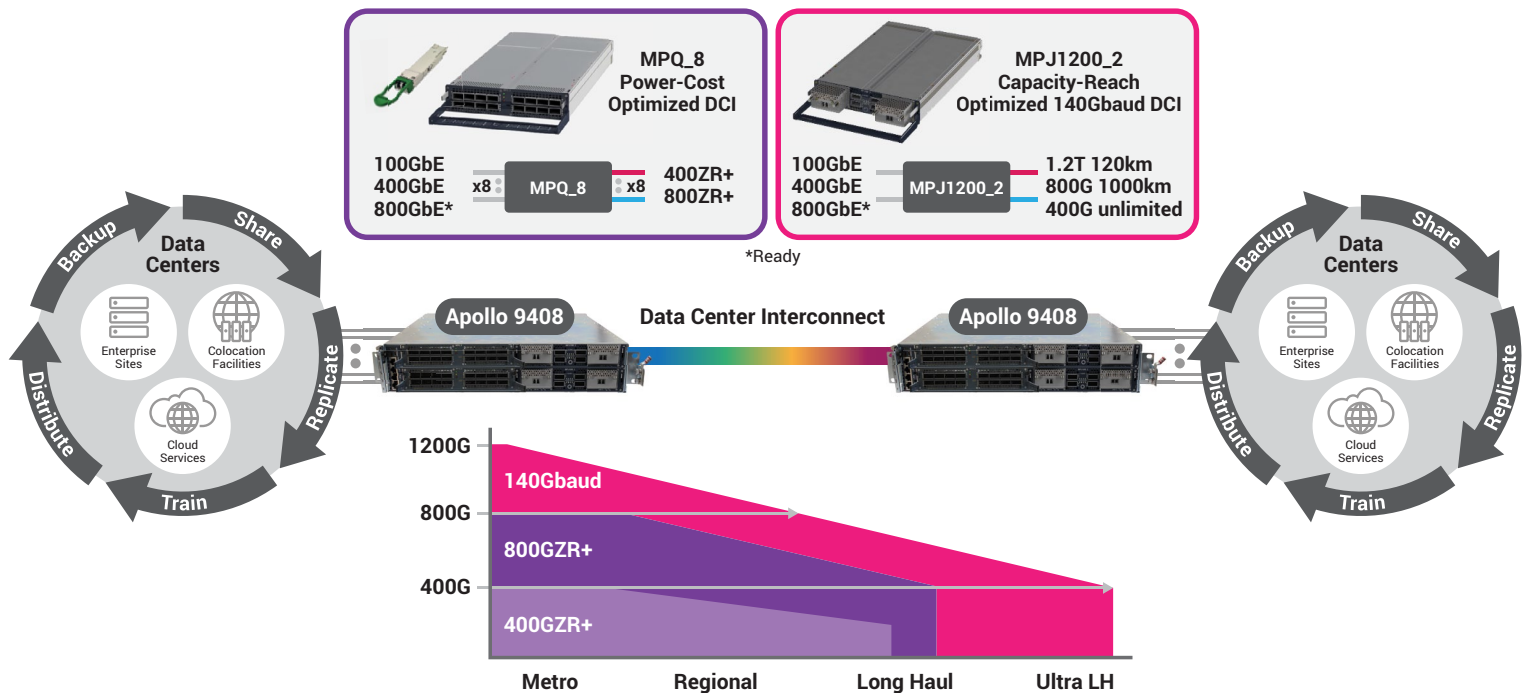 MPQ_8
Power-Cost
Optimized DCI
100GbE
400GbE
800GbE*
x8
MPQ_8
x8
400ZR+
800ZR+
MPJ1200_2
Capacity-Reach
Optimized 140Gbaud DCI
100GbE
400GbE
800GbE*
MPJ1200_2
1.2T 120km
800G 1000km
400G unlimited
*Ready
Backup
Share
Replicate
Train
Distribute
Data
Centers
Enterprise
Sites
Colocation
Facilities
Cloud
Services
Apollo 9408
Data Center Interconnect
Apollo 9408
Backup
Share
Replicate
Train
Distribute
Data
Centers
Enterprise
Sites
Colocation
Facilities
Cloud
Services
1200G
800G
400G
140Gbaud
800GZR+
400GZR+
Metro
Regional
Long Haul
Ultra LH